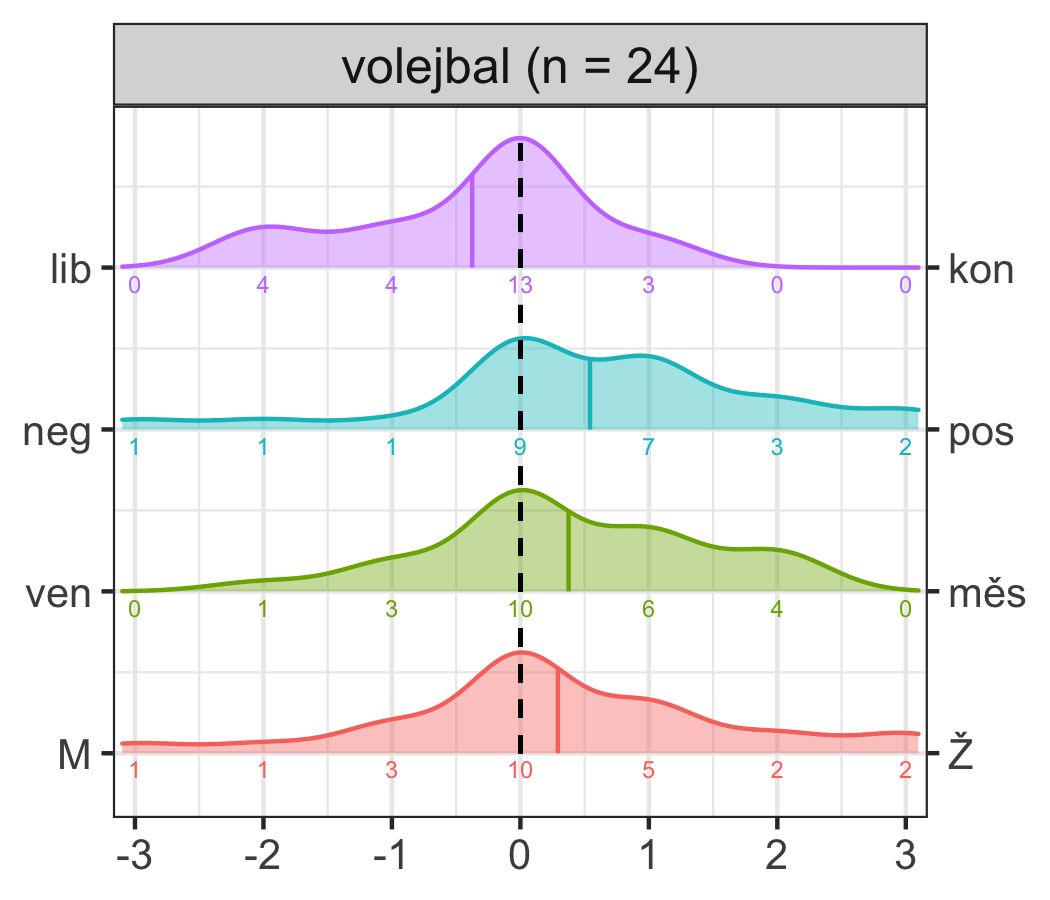 volejbal (n = 24)
lib kon
0 4 4 13 3 0 0
neg pos
1 1 1 9 7 3 2
ven měs
0 1 3 10 6 4 0
M Ž
1 1 3 10 5 2 2
-3 -2 -1 0 1 2 3